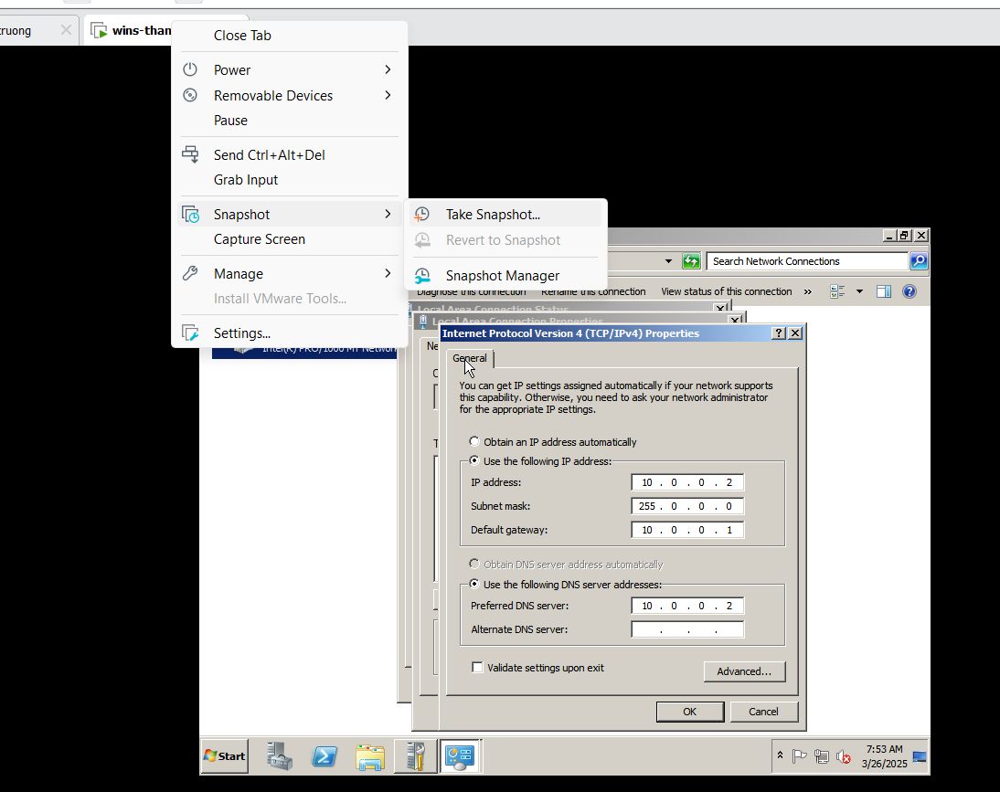 ruong
wins-than
Close Tab
Power
Removable Devices
Pause
Send Ctrl+Alt+Del
Grab Input
Snapshot
Capture Screen
Manage
Install VMware Tools...
Settings...
Take Snapshot...
Revert to Snapshot
Snapshot Manager
Search Network Connections
Diagnose this connection Rename this connection View status of this connection »
Local Area Connection Status
Local Area Connection Properties
Intel(R) PRO/1000 MT Network
Ne
Internet Protocol Version 4 (TCP/IPv4) Properties
General
You can get IP settings assigned automatically if your network supports
this capability. Otherwise, you need to ask your network administrator
for the appropriate IP settings.
Obtain an IP address automatically
Use the following IP address:
IP address: 10 . 0 . 0 . 2
Subnet mask: 255 . 0 . 0 . 0
Default gateway: 10 . 0 . 0 . 1
Obtain DNS server address automatically
Use the following DNS server addresses:
Preferred DNS server: 10 . 0 . 0 . 2
Alternate DNS server: . . .
Validate settings upon exit
Advanced...
OK Cancel
Start
7:53 AM
3/26/2025